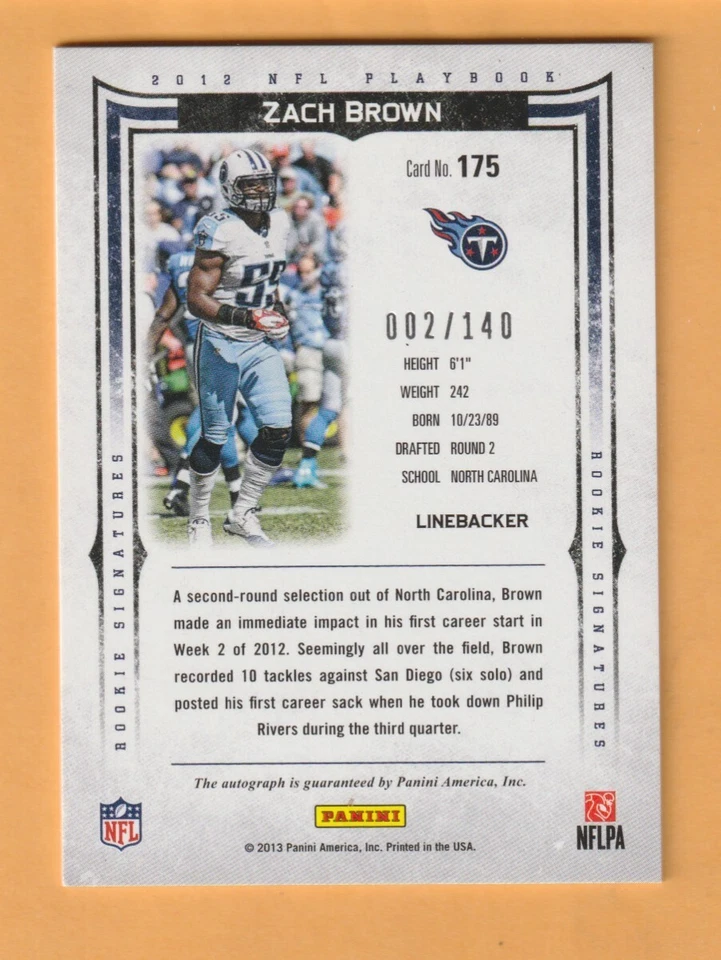 2012 NFL PLAYBOOK
ZACH BROWN
Card No. 175
T
55
002/140
HEIGHT 6'1"
WEIGHT 242
BORN 10/23/89
DRAFTED ROUND 2
SCHOOL NORTH CAROLINA
LINEBACKER
ROOKIE SIGNATURES
ROOKIE SIGNATURES
A second-round selection out of North Carolina, Brown
made an immediate impact in his first career start in
Week 2 of 2012. Seemingly all over the field, Brown
recorded 10 tackles against San Diego (six solo) and
posted his first career sack when he took down Philip
Rivers during the third quarter.
The autograph is guaranteed by Panini America, Inc.
PANINI
NFL
NFLPA
© 2013 Panini America, Inc. Printed in the USA.